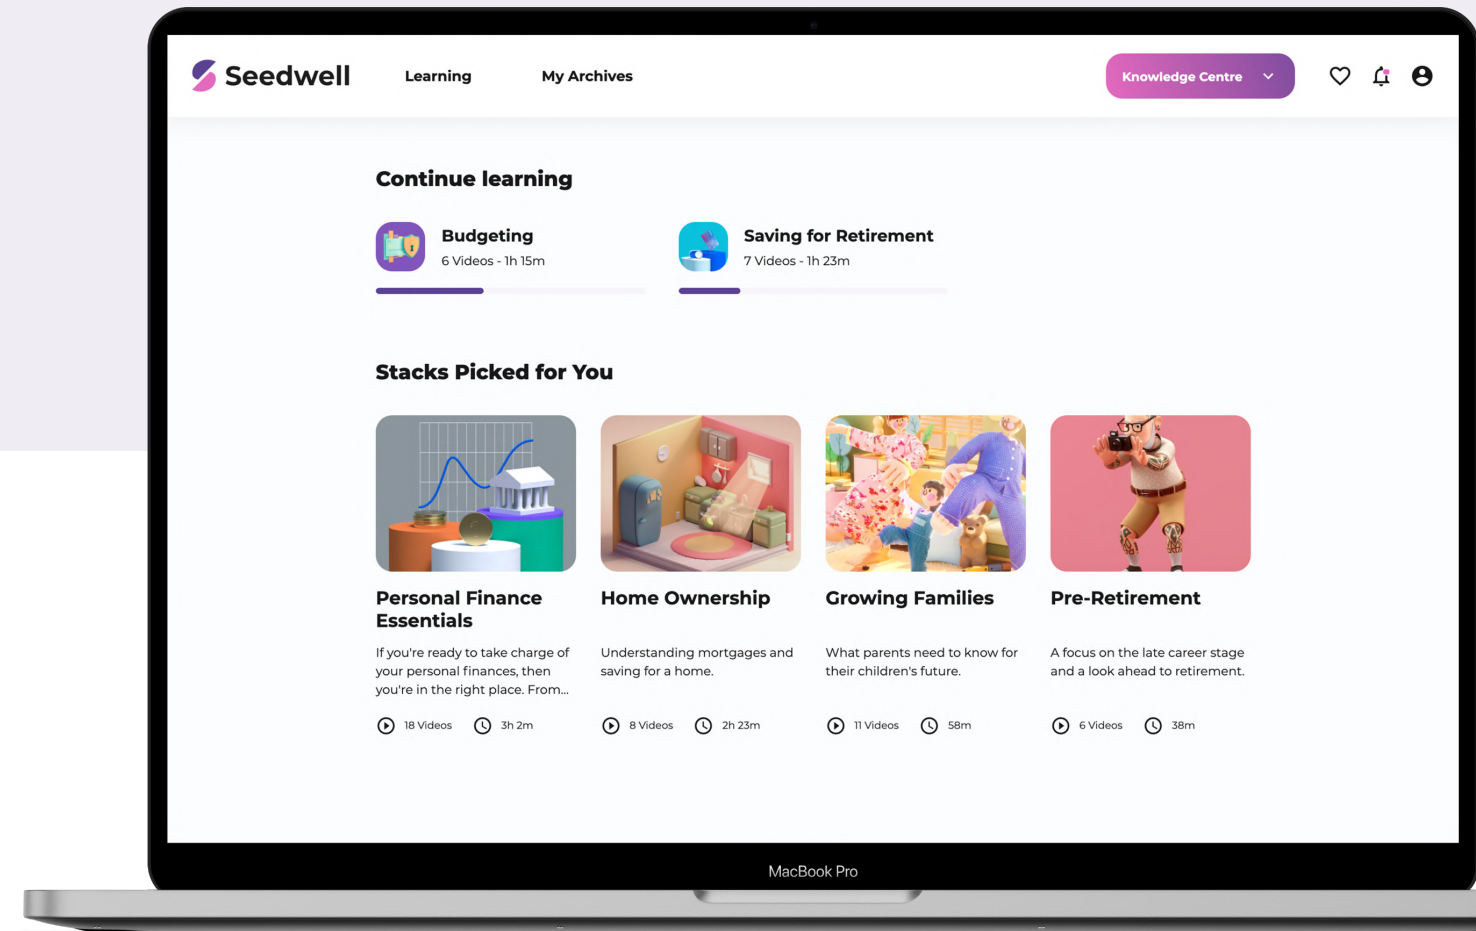 Seedwell
Learning
My Archives
Knowledge Centre
Continue learning
Budgeting
6 Videos - 1h 15m
Saving for Retirement
7 Videos - 1h 23m
Stacks Picked for You
Personal Finance
Essentials
If you're ready to take charge of
your personal finances, then
you're in the right place. From...
18 Videos
3h 2m
Home Ownership
Understanding mortgages and
saving for a home.
8 Videos
2h 23m
Growing Families
What parents need to know for
their children's future.
11 Videos
58m
Pre-Retirement
A focus on the late career stage
and a look ahead to retirement.
6 Videos
38m
MacBook Pro